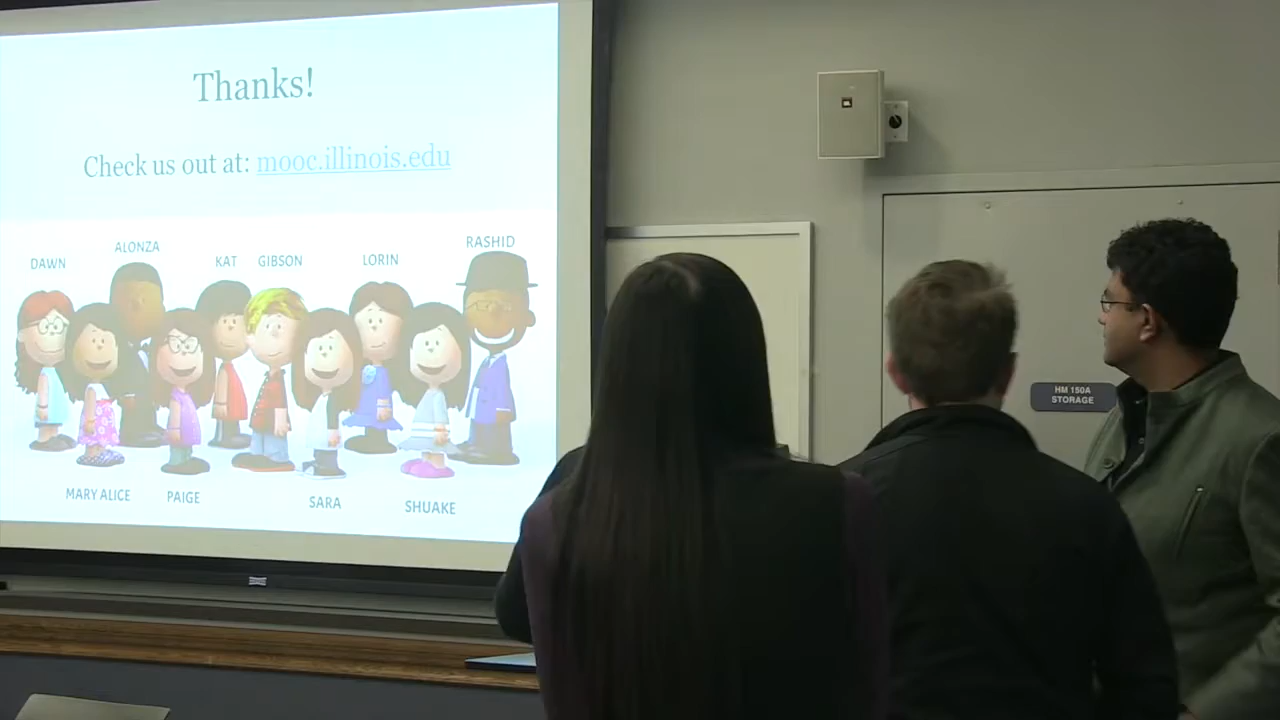 Thanks!
Check us out at: mooc.illinois.edu
DAWN
ALONZA
KAT
GIBSON
LORIN
RASHID
MARY ALICE
PAIGE
SARA
SHUAKE
HM 150A
STORAGE